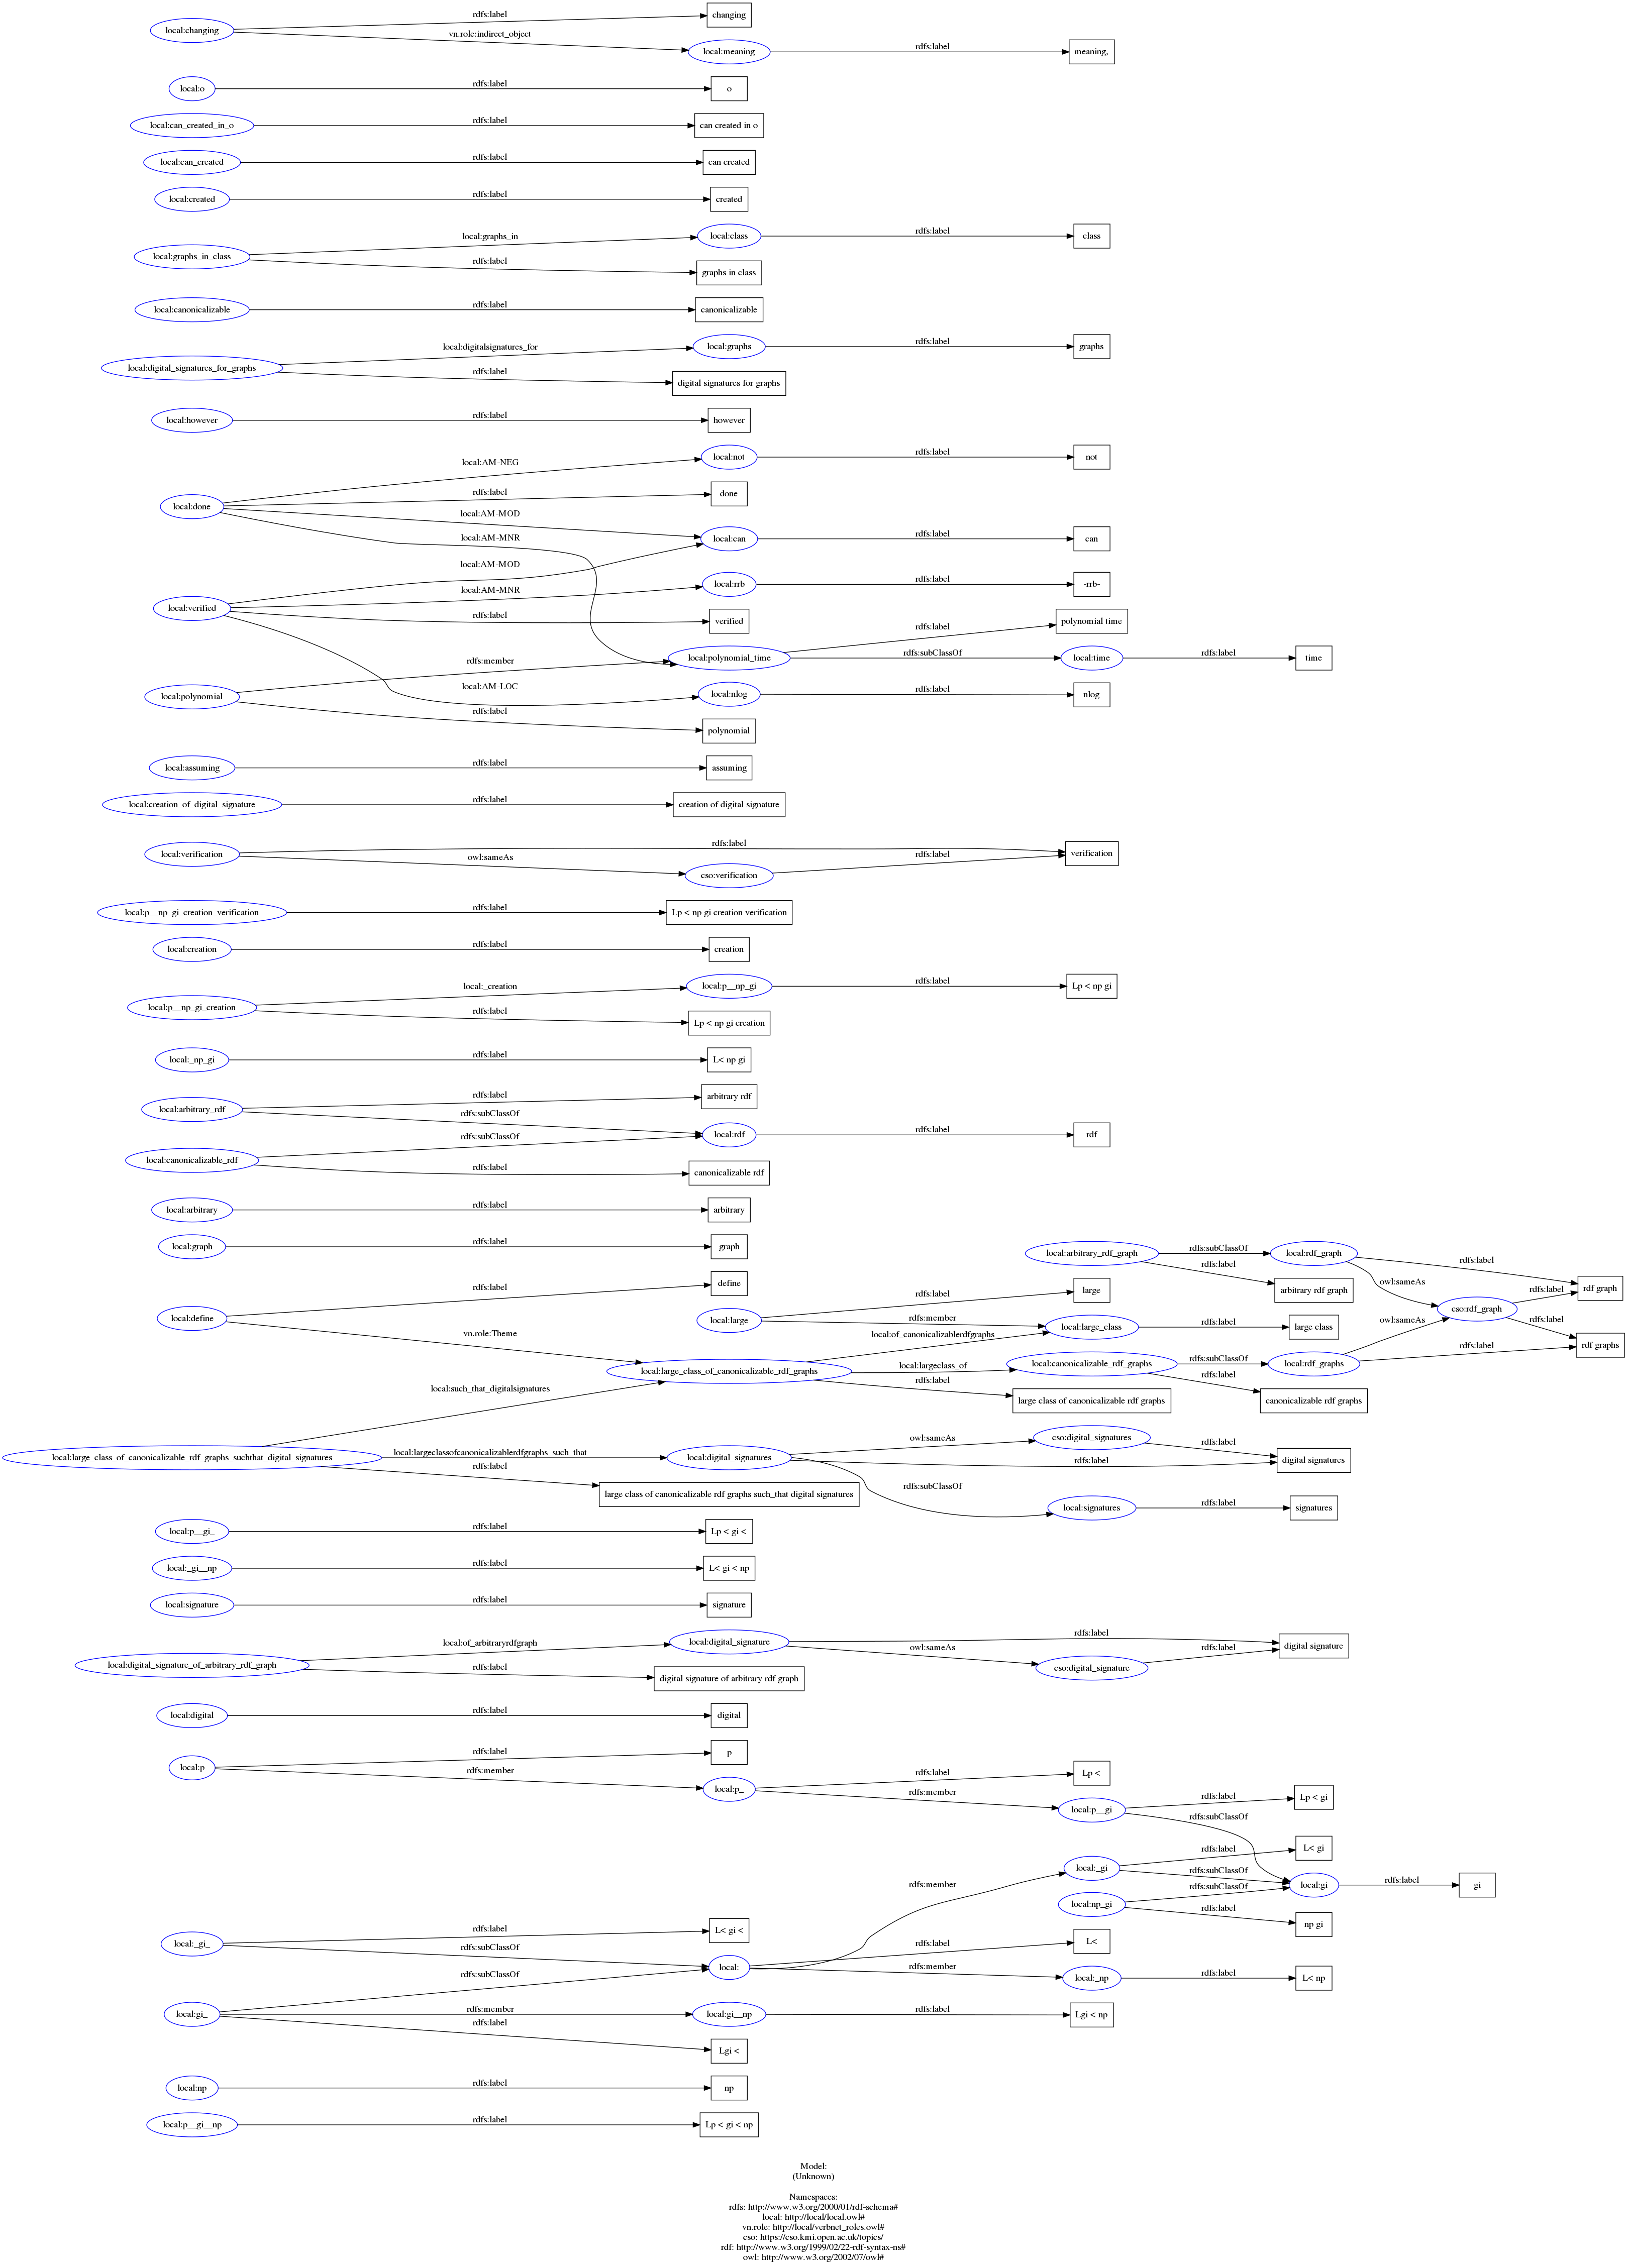 rdfs:label
changing
local:changing
vn.role:indirect_object
local:meaning
rdfs:label
meaning,
local:o
rdfs:label
o
local:can_created_in_o
rdfs:label
can created in o
local:can_created
rdfs:label
can created
local:created
rdfs:label
created
local:graphs_in_class
local:graphs_in
local:class
rdfs:label
class
rdfs:label
graphs in class
local:canonicalizable
rdfs:label
canonicalizable
local:digital_signatures_for_graphs
local:digitalsignatures_for
local:graphs
rdfs:label
graphs
rdfs:label
digital signatures for graphs
local:however
rdfs:label
however
local:done
local:AM-NEG
local:not
rdfs:label
not
rdfs:label
done
local:AM-MOD
local:can
rdfs:label
can
local:AM-MNR
local:verified
local:AM-MOD
local:AM-MNR
local:rrb
rdfs:label
-rrb-
rdfs:label
verified
local:polynomial
rdfs:member
local:polynomial_time
rdfs:label
polynomial time
rdfs:subClassOf
local:time
rdfs:label
time
local:AM-LOC
local:nlog
rdfs:label
nlog
rdfs:label
polynomial
local:assuming
rdfs:label
assuming
local:creation_of_digital_signature
rdfs:label
creation of digital signature
local:verification
rdfs:label
verification
owl:sameAs
cso:verification
rdfs:label
local:p__np_gi_creation_verification
rdfs:label
Lp < np gi creation verification
local:creation
rdfs:label
creation
local:p__np_gi_creation
local:_creation
local:p__np_gi
rdfs:label
Lp < np gi
rdfs:label
Lp < np gi creation
local:_np_gi
rdfs:label
L< np gi
local:arbitrary_rdf
rdfs:label
arbitrary rdf
rdfs:subClassOf
local:rdf
rdfs:label
rdf
local:canonicalizable_rdf
rdfs:subClassOf
rdfs:label
canonicalizable rdf
local:arbitrary
rdfs:label
arbitrary
local:graph
rdfs:label
graph
local:arbitrary_rdf_graph
rdfs:subClassOf
local:rdf_graph
rdfs:label
rdf graph
rdfs:label
arbitrary rdf graph
owl:sameAs
cso:rdf_graph
rdfs:label
rdfs:label
rdf graphs
local:define
rdfs:label
define
vn.role:Theme
local:large
rdfs:label
large
rdfs:member
local:large_class
rdfs:label
large class
local:of_canonicalizablerdfgraphs
local:large_class_of_canonicalizable_rdf_graphs
local:largeclass_of
local:canonicalizable_rdf_graphs
rdfs:subClassOf
local:rdf_graphs
owl:sameAs
rdfs:label
rdfs:label
large class of canonicalizable rdf graphs
rdfs:label
canonicalizable rdf graphs
local:such_that_digitalsignatures
local:large_class_of_canonicalizable_rdf_graphs_suchthat_digital_signatures
local:largeclassofcanonicalizablerdfgraphs_such_that
local:digital_signatures
owl:sameAs
cso:digital_signatures
rdfs:label
digital signatures
rdfs:label
rdfs:label
large class of canonicalizable rdf graphs such_that digital signatures
rdfs:subClassOf
local:signatures
rdfs:label
signatures
local:p__gi_
rdfs:label
Lp < gi <
local:_gi__np
rdfs:label
L< gi < np
local:signature
rdfs:label
signature
local:digital_signature_of_arbitrary_rdf_graph
local:of_arbitraryrdfgraph
local:digital_signature
rdfs:label
digital signature
owl:sameAs
cso:digital_signature
rdfs:label
rdfs:label
digital signature of arbitrary rdf graph
local:digital
rdfs:label
digital
local:p
rdfs:label
p
rdfs:member
local:p_
rdfs:label
Lp <
rdfs:member
local:p__gi
rdfs:label
Lp < gi
rdfs:subClassOf
local:_gi
rdfs:label
L< gi
rdfs:subClassOf
local:gi
rdfs:label
gi
local:np_gi
rdfs:subClassOf
rdfs:label
np gi
local:_gi_
rdfs:label
L< gi <
rdfs:subClassOf
local:
rdfs:member
rdfs:label
L<
rdfs:member
local:_np
rdfs:label
L< np
local:gi_
rdfs:subClassOf
rdfs:member
local:gi__np
rdfs:label
Lgi < np
rdfs:label
Lgi <
local:np
rdfs:label
np
local:p__gi__np
rdfs:label
Lp < gi < np
Model:
(Unknown)
Namespaces:
rdfs: http://www.w3.org/2000/01/rdf-schema#
local: http://local/local.owl#
vn.role: http://local/verbnet_roles.owl#
cso: https://cso.kmi.open.ac.uk/topics/
rdf: http://www.w3.org/1999/02/22-rdf-syntax-ns#
owl: http://www.w3.org/2002/07/owl#